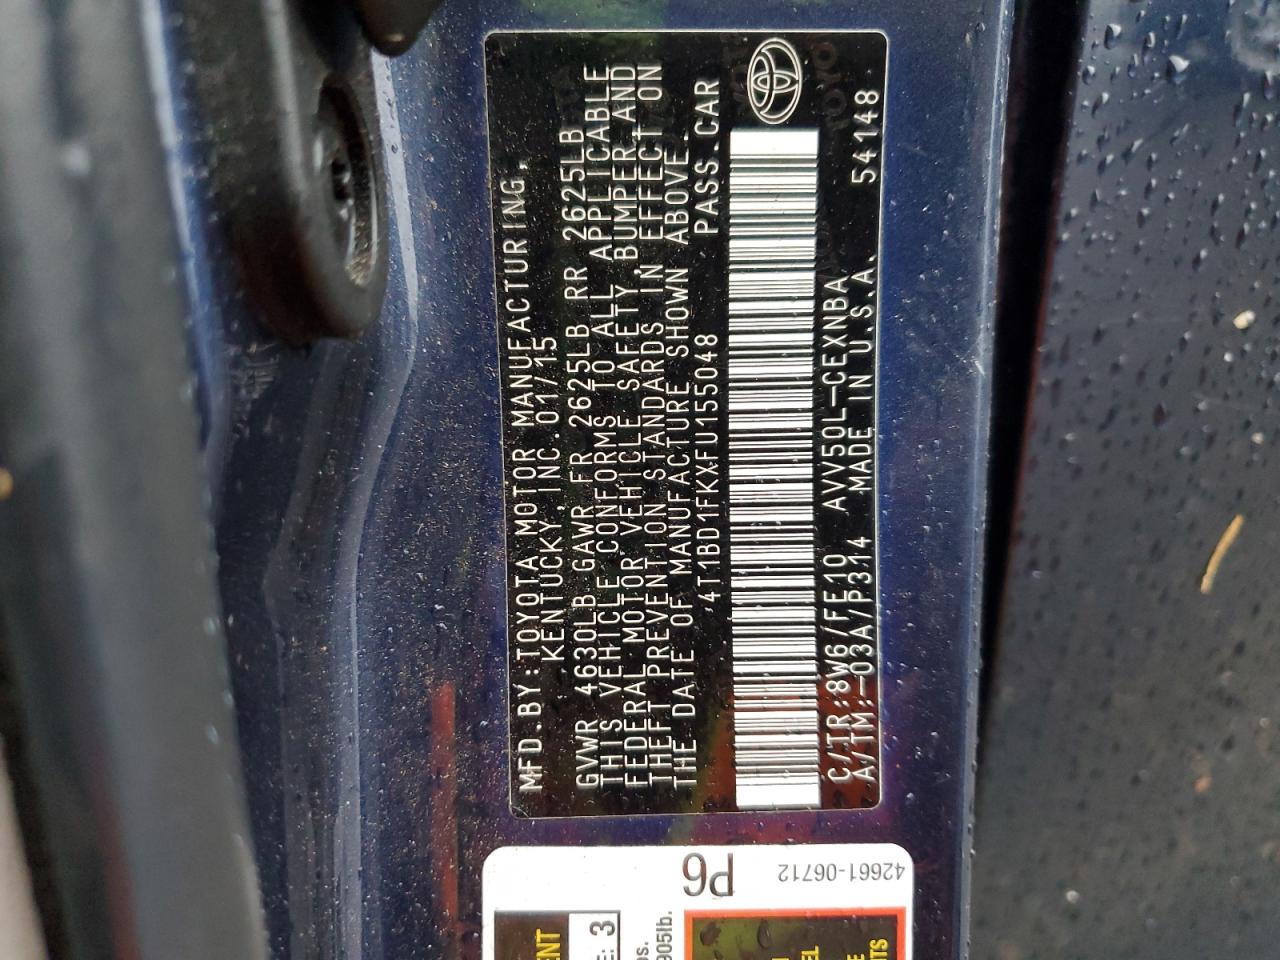 MFD.BY:TOYOTA MOTOR MANUFACTURING,
KENTUCKY,INC.01/15
GVWR 4630LB GAWR FR 2625LB RR 2625LB
THIS VEHICLE CONFORMS TO ALL APPLICABLE
FEDERAL MOTOR VEHICLE SAFETY,BUMPER AND
THEFT PREVENTION STANDARDS IN EFFECT ON
THE DATE OF MANUFACTURE SHOWN ABOVE.
4T1BD1FKXFU155048 PASS.CAR
C/TR:8W6/FE10 AVV50L-CEXNBA
A/TM:-03A/P314 MADE IN U.S.A. 54148
P6
42661-06712
3
905lb.